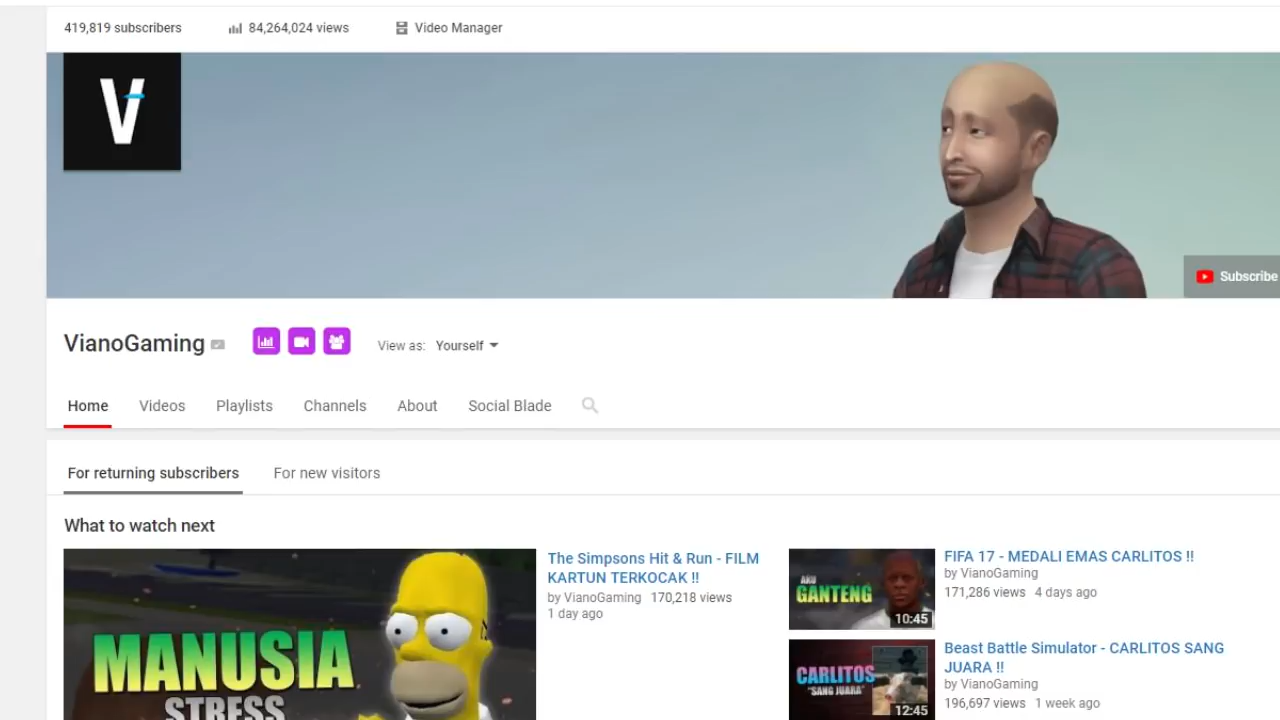 419,819 subscribers 84,264,024 views Video Manager
V
Subscribe
VianoGaming View as: Yourself
Home Videos Playlists Channels About Social Blade
For returning subscribers For new visitors
What to watch next
MANUSIA
STRESS
The Simpsons Hit & Run - FILM
KARTUN TERKOCAK !!
by VianoGaming 170,218 views
1 day ago
AKU
GANTENG
10:45
FIFA 17 - MEDALI EMAS CARLITOS !!
by VianoGaming
171,286 views 4 days ago
CARLITOS
"SANG JUARA"
12:45
Beast Battle Simulator - CARLITOS SANG
JUARA !!
by VianoGaming
196,697 views 1 week ago